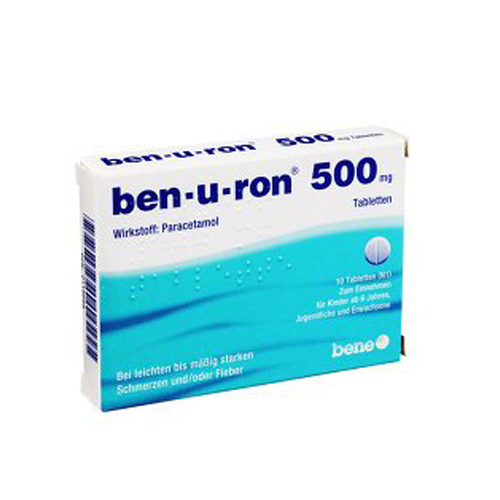 ben-u-ron 500 mg Tabletten
ben-u-ron® 500 mg
Tabletten
Wirkstoff: Paracetamol
10 Tabletten (N1)
Zum Einnehmen
für Kinder ab 6 Jahren,
Jugendliche und Erwachsene
Bei leichten bis mäßig starken
Schmerzen und/oder Fieber
bene